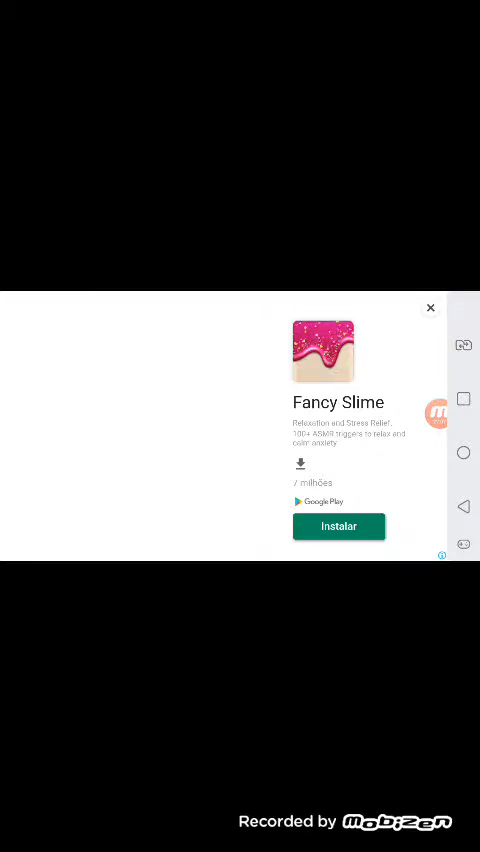 Fancy Slime
Relaxation and Stress Relief.
100+ ASMR triggers to relax and
calm anxiety
7 milhões
Google Play
Instalar
Recorded by Mobizen